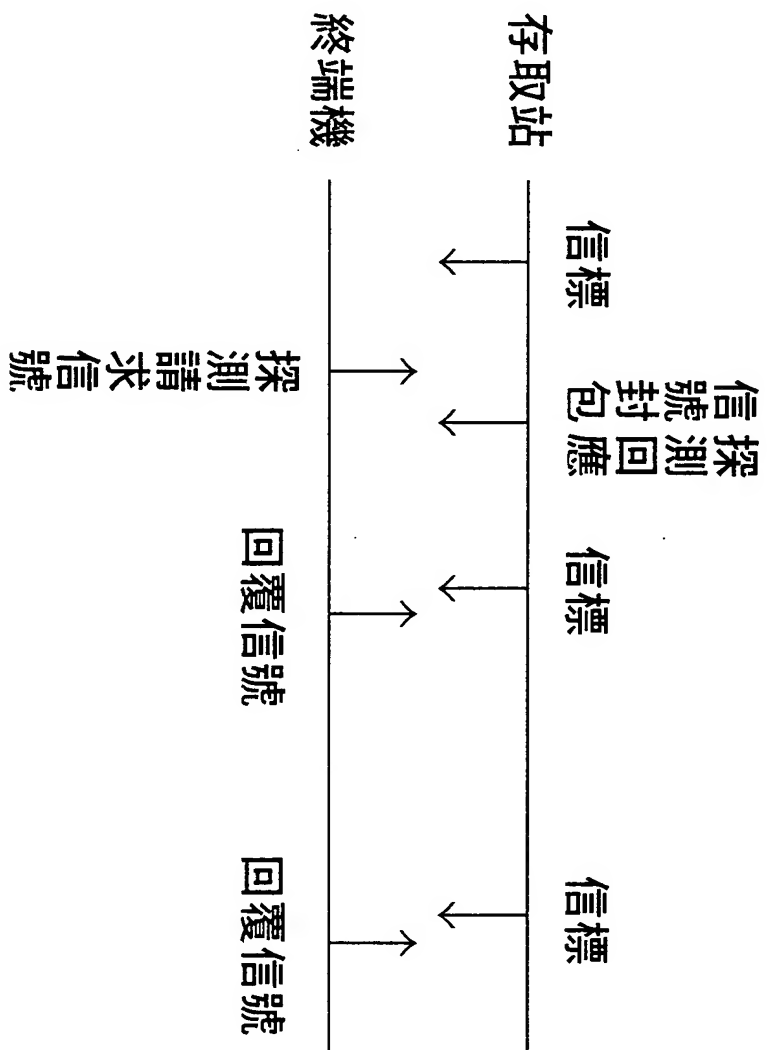 信標
探測回應
信號封包
信標
信標
存取站
終端機
探測請求信號
回覆信號
回覆信號